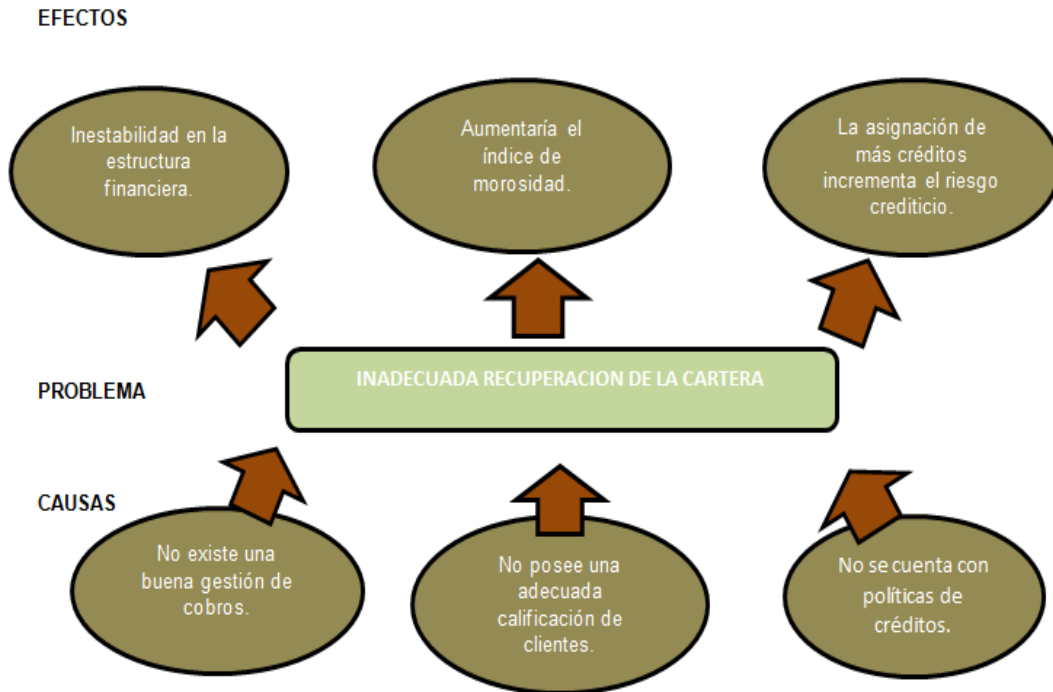 EFECTOS
Inestabilidad en la
estructura
financiera.
Aumentaría el
índice de
morosidad.
La asignación de
más créditos
incrementa el riesgo
crediticio.
PROBLEMA
INADECUADA RECUPERACION DE LA CARTERA
CAUSAS
No existe una
buena gestión de
cobros.
No posee una
adecuada
calificación de
clientes.
No se cuenta con
políticas de
créditos.